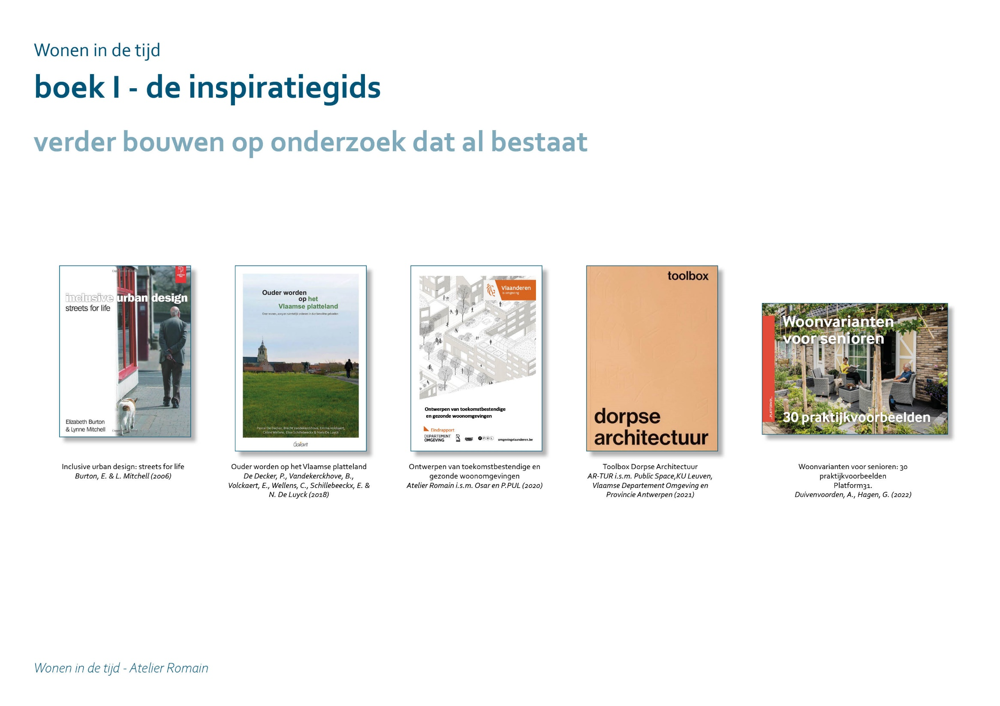 Wonen in de tijd
boek I - de inspiratiegids
verder bouwen op onderzoek dat al bestaat
inclusive urban design
streets for life
Elizabeth Burton
& Lynne Mitchell
Inclusive urban design: streets for life
Burton, E. & L. Mitchell (2006)
Ouder worden
op het
Vlaamse platteland
Over wonen, zorg en ruimtelijk ordenen in dun bevolkte gebieden
Pascal De Decker, Brecht Vandekerckhove, Emma Volckaert,
Céline Wellens, Elise Schillebeeckx & Niels De Luyck
Garant
Ouder worden op het Vlaamse platteland
De Decker, P., Vandekerckhove, B.,
Volckaert, E., Wellens, C., Schillebeeckx, E. &
N. De Luyck (2018)
Vlaanderen
is omgeving
Ontwerpen van toekomstbestendige
en gezonde woonomgevingen
Eindrapport
DEPARTEMENT
OMGEVING
osar
PPUL
omgevingvlaanderen.be
Ontwerpen van toekomstbestendige en
gezonde woonomgevingen
Atelier Romain i.s.m. Osar en P.PUL (2020)
toolbox
dorpse
architectuur
Toolbox Dorpse Architectuur
AR-TUR i.s.m. Public Space,KU Leuven,
Vlaamse Departement Omgeving en
Provincie Antwerpen (2021)
Woonvarianten
voor senioren
...PLATFORM31...
30 praktijkvoorbeelden
Woonvarianten voor senioren: 30
praktijkvoorbeelden
Platform31.
Duivenvoorden, A., Hagen, G. (2022)
Wonen in de tijd - Atelier Romain